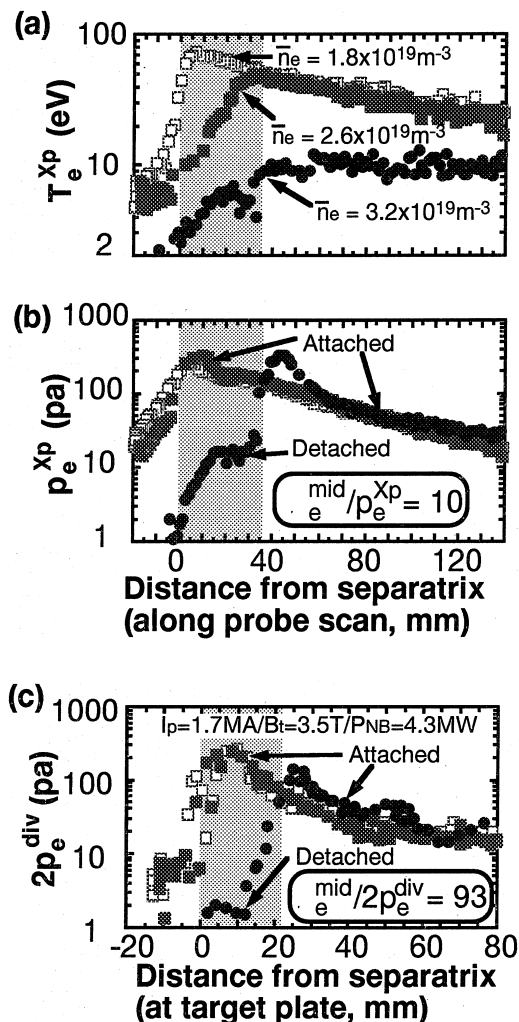 (a)
100
10
2
T_e^Xp (eV)
n̄e = 1.8x10^19m^-3
n̄e = 2.6x10^19m^-3
n̄e = 3.2x10^19m^-3
(b)
1000
100
10
1
p_e^Xp (pa)
Attached
Detached
_e^mid/p_e^Xp = 10
0 40 80 120
Distance from separatrix
(along probe scan, mm)
(c)
1000
100
10
1
2p_e^div (pa)
Ip=1.7MA/Bt=3.5T/PNB=4.3MW
Attached
Detached
_e^mid/2p_e^div = 93
-20 0 20 40 60 80
Distance from separatrix
(at target plate, mm)